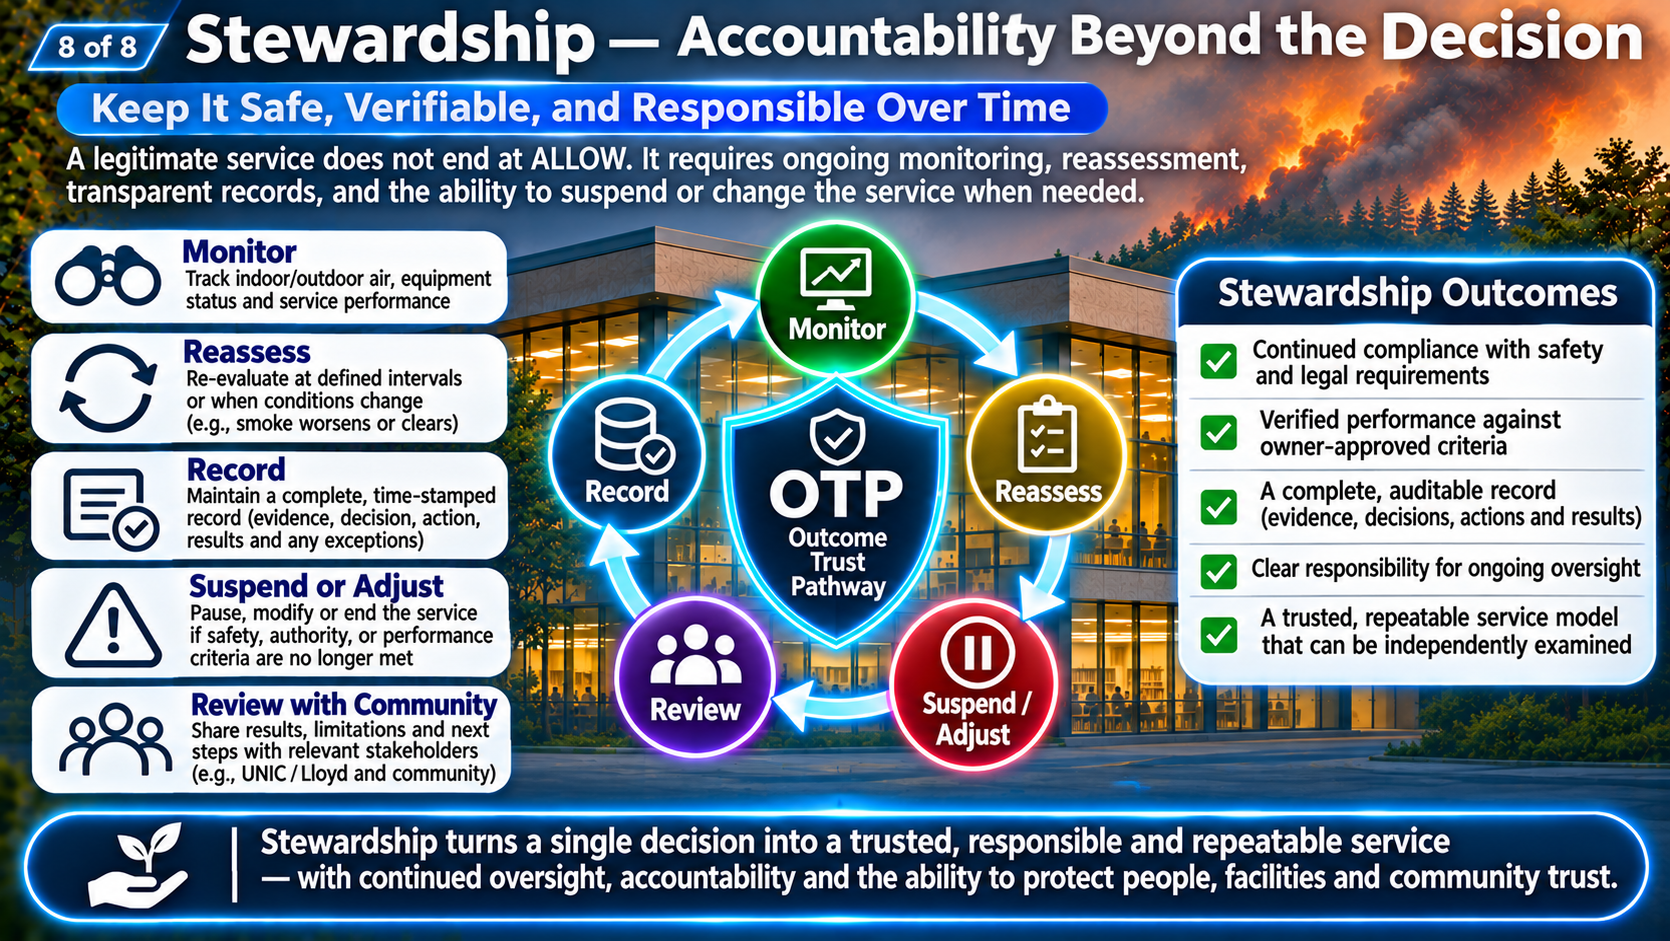 8 of 8
Stewardship — Accountability Beyond the Decision
Keep It Safe, Verifiable, and Responsible Over Time
A legitimate service does not end at ALLOW. It requires ongoing monitoring, reassessment,
transparent records, and the ability to suspend or change the service when needed.
Monitor
Track indoor/outdoor air, equipment
status and service performance
Reassess
Re-evaluate at defined intervals
or when conditions change
(e.g., smoke worsens or clears)
Record
Maintain a complete, time-stamped
record (evidence, decision, action,
results and any exceptions)
Suspend or Adjust
Pause, modify or end the service
if safety, authority, or performance
criteria are no longer met
Review with Community
Share results, limitations and next
steps with relevant stakeholders
(e.g., UNIC / Lloyd and community)
Monitor
Reassess
Suspend /
Adjust
Review
Record
OTP
Outcome
Trust
Pathway
Stewardship Outcomes
Continued compliance with safety
and legal requirements
Verified performance against
owner-approved criteria
A complete, auditable record
(evidence, decisions, actions and results)
Clear responsibility for ongoing oversight
A trusted, repeatable service model
that can be independently examined
Stewardship turns a single decision into a trusted, responsible and repeatable service
— with continued oversight, accountability and the ability to protect people, facilities and community trust.